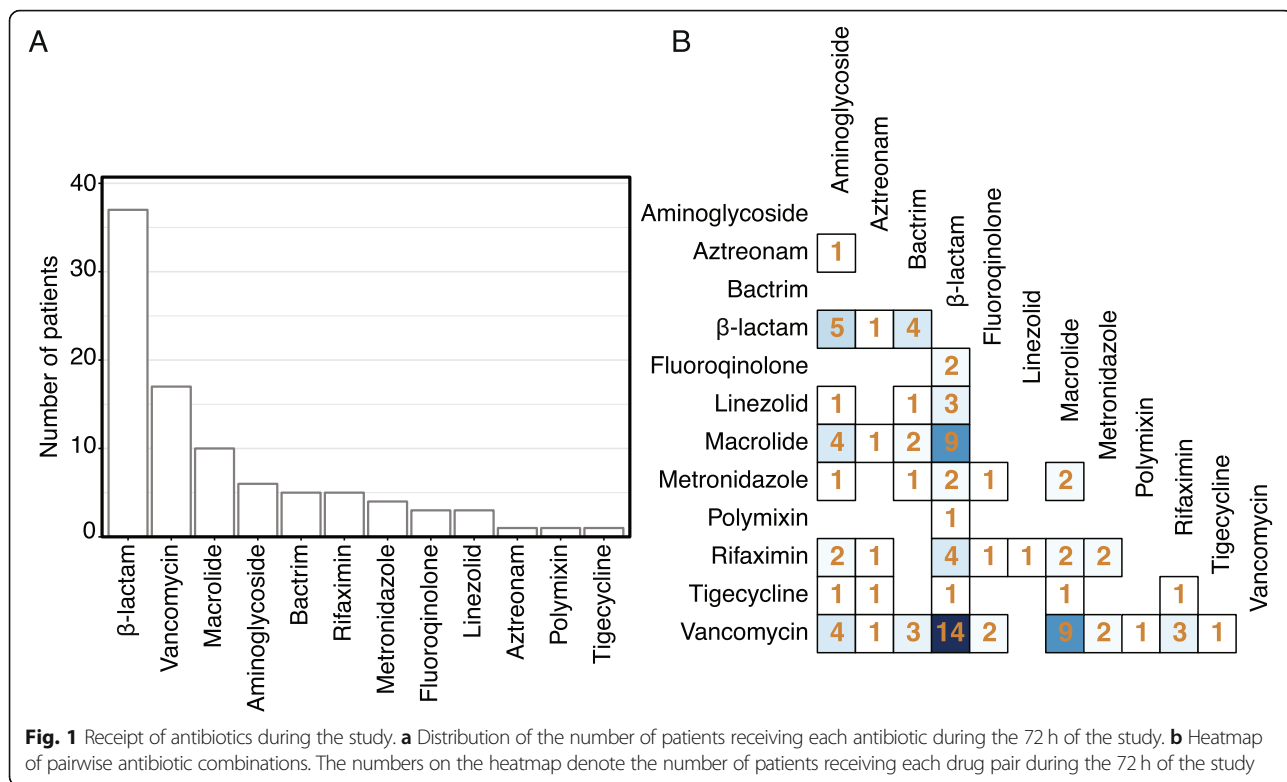 A
Number of patients
40
30
20
10
0
β-lactam
Vancomycin
Macrolide
Aminoglycoside
Bactrim
Rifaximin
Metronidazole
Fluoroqinolone
Linezolid
Aztreonam
Polymixin
Tigecycline
B
Aminoglycoside
Aztreonam
Bactrim
β-lactam
Fluoroqinolone
Linezolid
Macrolide
Metronidazole
Polymixin
Rifaximin
Tigecycline
Vancomycin
Aminoglycoside
Aztreonam 1
Bactrim
β-lactam 5 1 4
Fluoroqinolone 2
Linezolid 1 1 3
Macrolide 4 1 2 9
Metronidazole 1 1 2 1 2
Polymixin 1
Rifaximin 2 1 4 1 1 2 2
Tigecycline 1 1 1 1 1
Vancomycin 4 1 3 14 2 9 2 1 3 1
Fig. 1 Receipt of antibiotics during the study. a Distribution of the number of patients receiving each antibiotic during the 72 h of the study. b Heatmap
of pairwise antibiotic combinations. The numbers on the heatmap denote the number of patients receiving each drug pair during the 72 h of the study